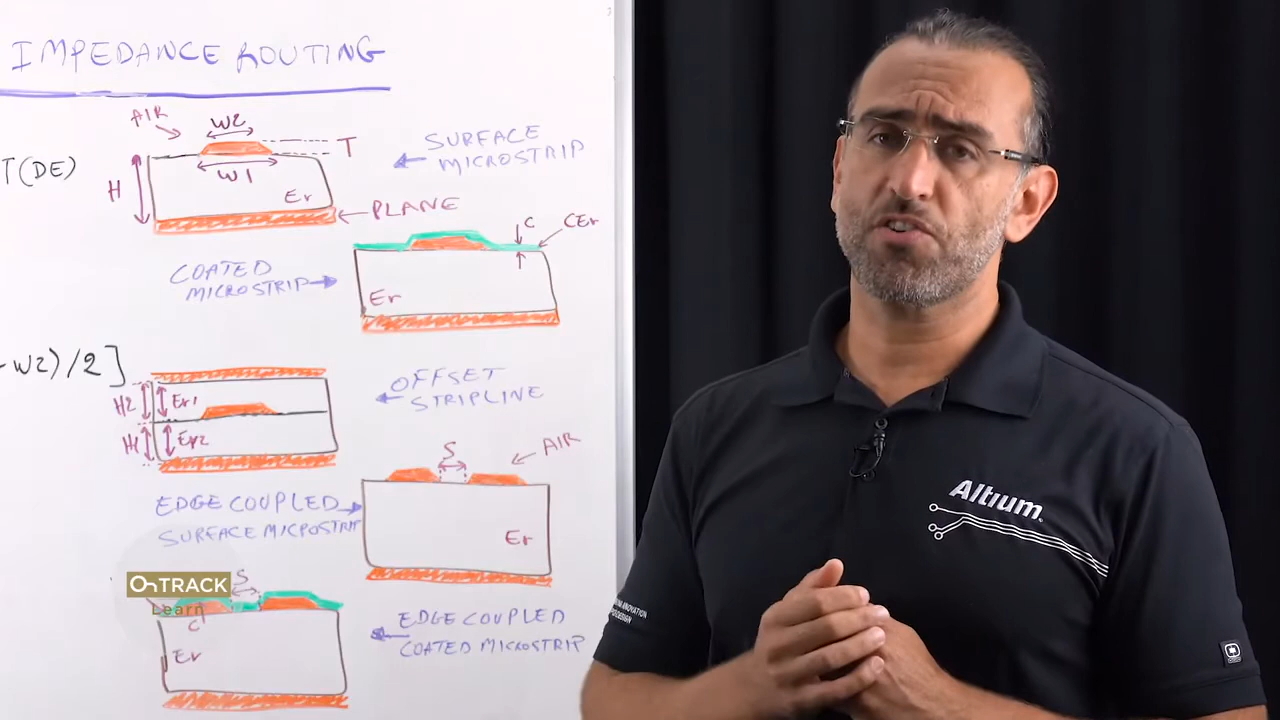 IMPEDANCE ROUTING
AIR
W2
T
T(DE)
H
W1
Er
SURFACE
MICROSTRIP
PLANE
C
CEr
COATED
MICROSTRIP
Er
-W2)/2]
H2
Er1
H1
Er2
OFFSET
STRIPLINE
S
AIR
EDGE COUPLED
SURFACE MICROSTRIP
Er
OnTRACK
Learn
S
C
Er
EDGE COUPLED
COATED MICROSTRIP
Altium